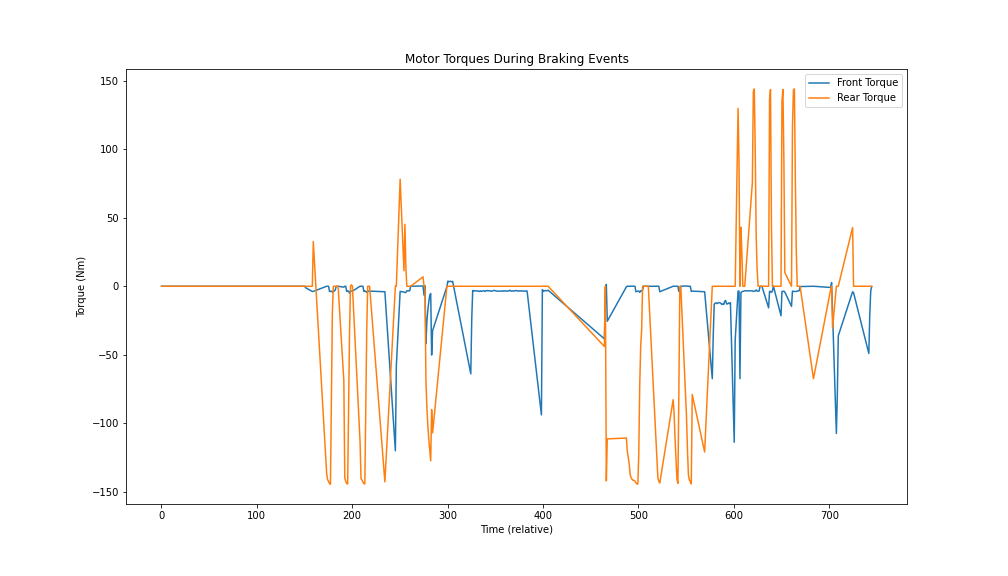 Motor Torques During Braking Events
Front Torque
Rear Torque
150
100
50
0
−50
−100
−150
Torque (Nm)
0 100 200 300 400 500 600 700
Time (relative)